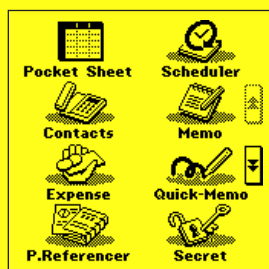 Pocket Sheet Scheduler
Contacts Memo
Expense Quick-Memo
P.Referencer Secret